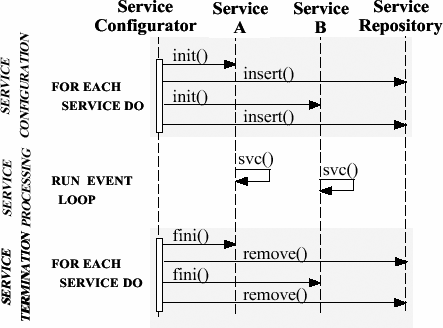 Service Configurator
Service A
Service B
Service Repository
SERVICE CONFIGURATION
FOR EACH
SERVICE DO
init()
insert()
init()
insert()
SERVICE PROCESSING
RUN EVENT
LOOP
svc()
svc()
SERVICE TERMINATION
FOR EACH
SERVICE DO
fini()
remove()
fini()
remove()